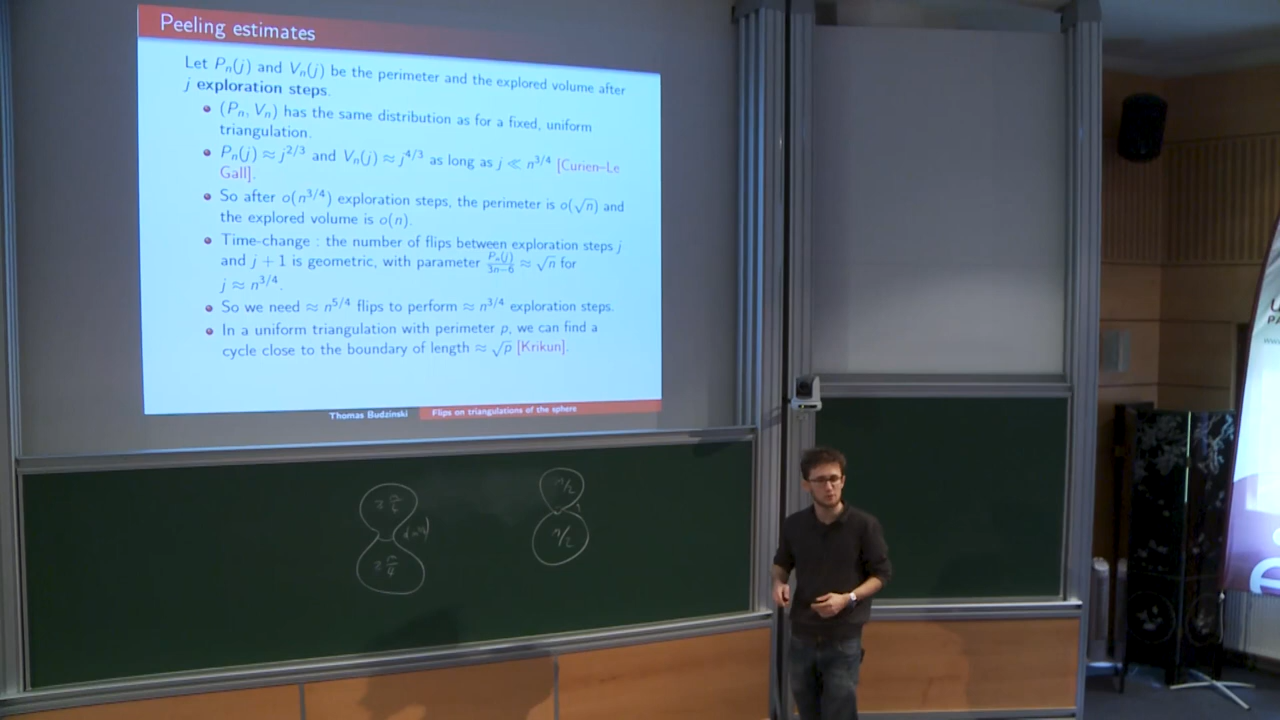 Peeling estimates
Let Pₙ(j) and Vₙ(j) be the perimeter and the explored volume after
j exploration steps.
(Pₙ, Vₙ) has the same distribution as for a fixed, uniform
triangulation.
Pₙ(j) ≈ j^{2/3} and Vₙ(j) ≈ j^{4/3} as long as j ≪ n^{3/4} [Curien–Le
Gall].
So after o(n^{3/4}) exploration steps, the perimeter is o(√n) and
the explored volume is o(n).
Time-change : the number of flips between exploration steps j
and j + 1 is geometric, with parameter Pₙ(j)/(3n−6) ≈ √n for
j ≈ n^{3/4}.
So we need ≈ n^{5/4} flips to perform ≈ n^{3/4} exploration steps.
In a uniform triangulation with perimeter p, we can find a
cycle close to the boundary of length ≈ √p [Krikun].
Thomas Budzinski Flips on triangulations of the sphere
n/2
n/2